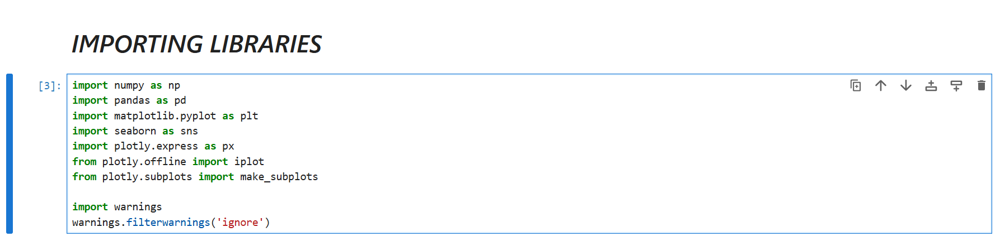 IMPORTING LIBRARIES
[3]:
import numpy as np
import pandas as pd
import matplotlib.pyplot as plt
import seaborn as sns
import plotly.express as px
from plotly.offline import iplot
from plotly.subplots import make_subplots
import warnings
warnings.filterwarnings('ignore')